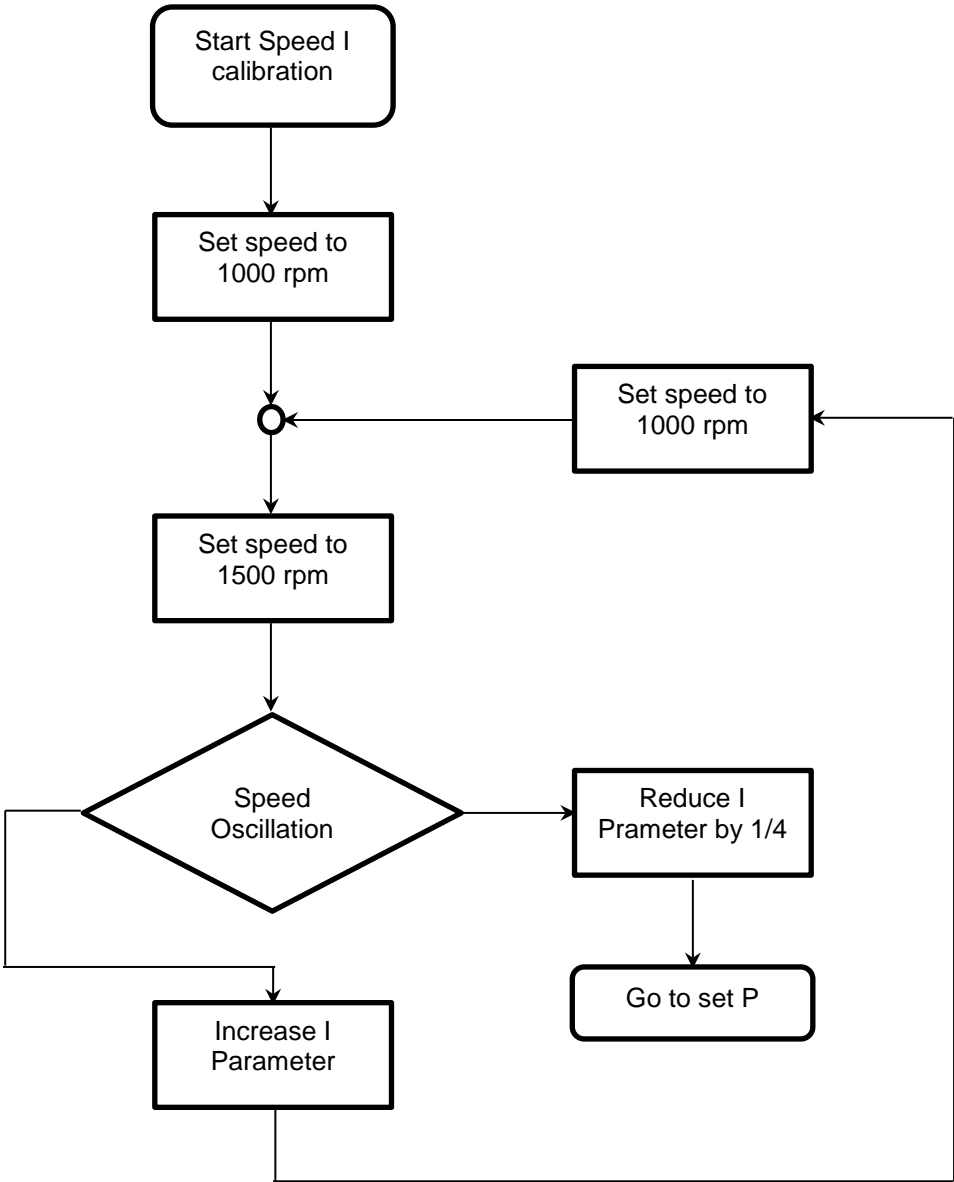 Start Speed I
calibration
Set speed to
1000 rpm
Set speed to
1000 rpm
Set speed to
1500 rpm
Speed
Oscillation
Reduce I
Prameter by 1/4
Go to set P
Increase I
Parameter